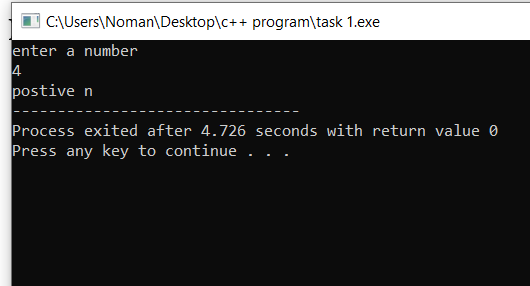 C:\Users\Noman\Desktop\c++ program\task 1.exe
enter a number
4
postive n
--------------------------------
Process exited after 4.726 seconds with return value 0
Press any key to continue . . .